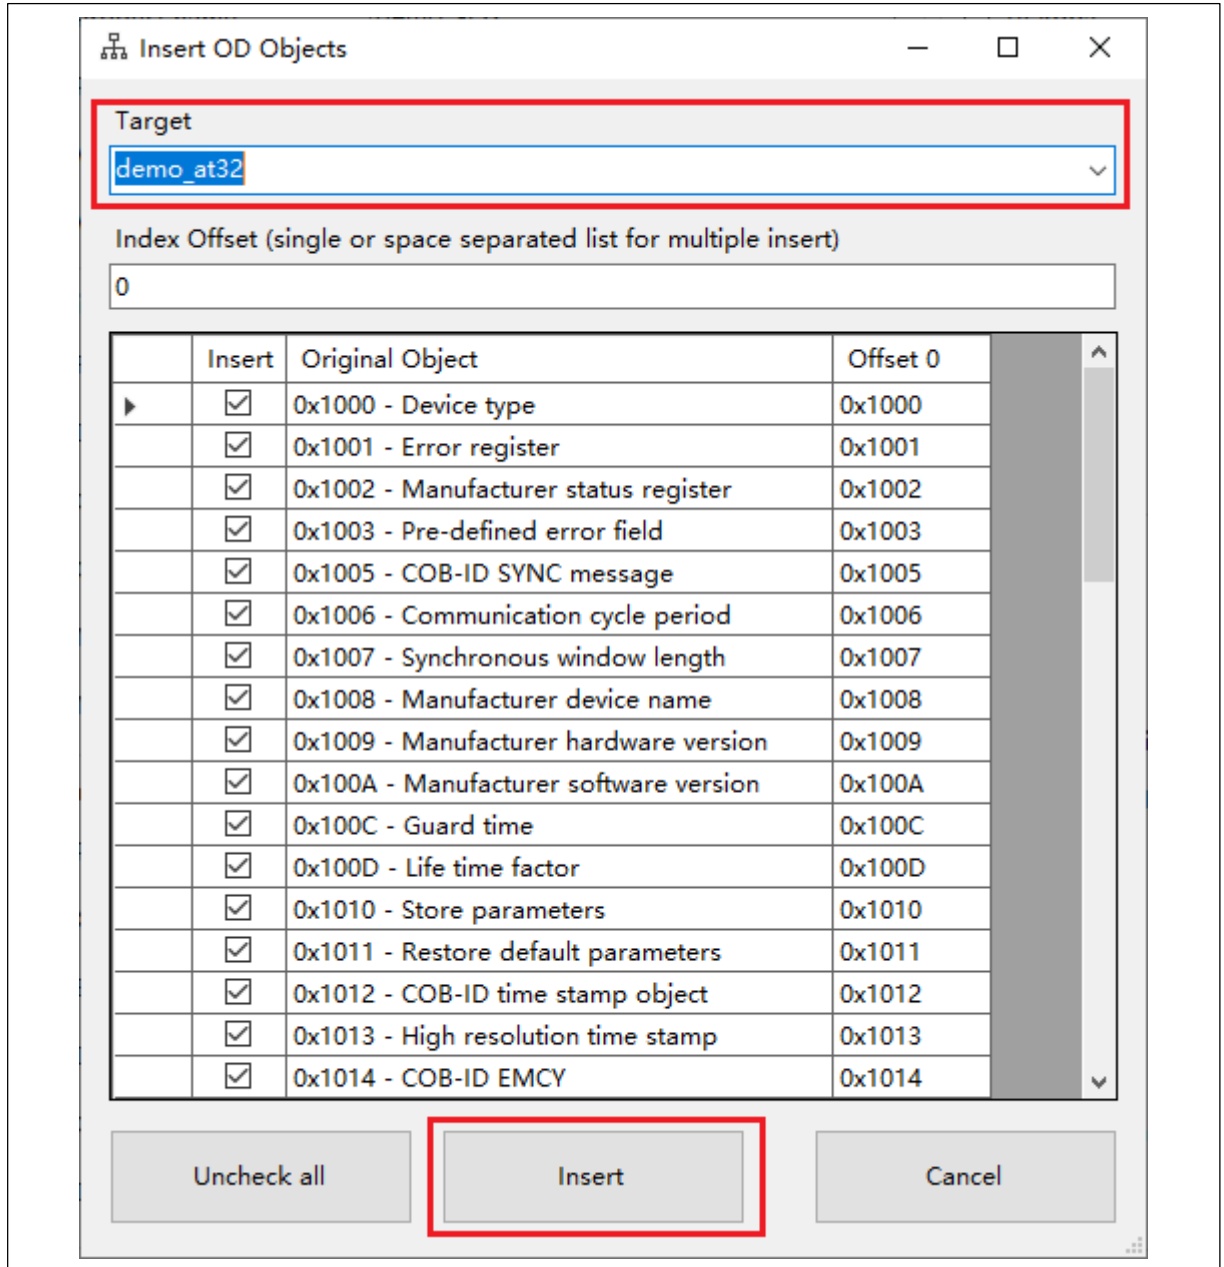 Insert OD Objects
Target
demo_at32
Index Offset (single or space separated list for multiple insert)
0
Insert Original Object Offset 0
0x1000 - Device type 0x1000
0x1001 - Error register 0x1001
0x1002 - Manufacturer status register 0x1002
0x1003 - Pre-defined error field 0x1003
0x1005 - COB-ID SYNC message 0x1005
0x1006 - Communication cycle period 0x1006
0x1007 - Synchronous window length 0x1007
0x1008 - Manufacturer device name 0x1008
0x1009 - Manufacturer hardware version 0x1009
0x100A - Manufacturer software version 0x100A
0x100C - Guard time 0x100C
0x100D - Life time factor 0x100D
0x1010 - Store parameters 0x1010
0x1011 - Restore default parameters 0x1011
0x1012 - COB-ID time stamp object 0x1012
0x1013 - High resolution time stamp 0x1013
0x1014 - COB-ID EMCY 0x1014
Uncheck all Insert Cancel